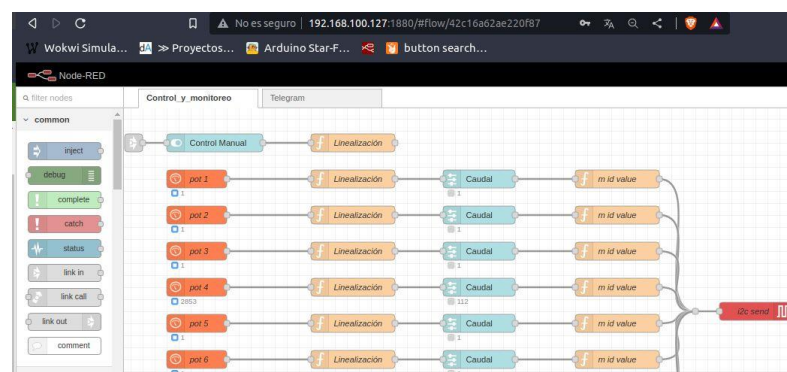 No es seguro 192.168.100.127:1880/#flow/42c16a62ae220f87
Wokwi Simula... dA >> Proyectos... Arduino Star-F... button search...
Node-RED
filter nodes Control_y_monitoreo Telegram
common
Control Manual Linealización
inject
pot 1 Linealización Caudal m id value
1 1
debug
complete
pot 2 Linealización Caudal m id value
1 1
catch
status
pot 3 Linealización Caudal m id value
1 1
link in
link call
pot 4 Linealización Caudal m id value
2853 112
i2c send
link out
pot 5 Linealización Caudal m id value
1 1
comment
pot 6 Linealización Caudal m id value